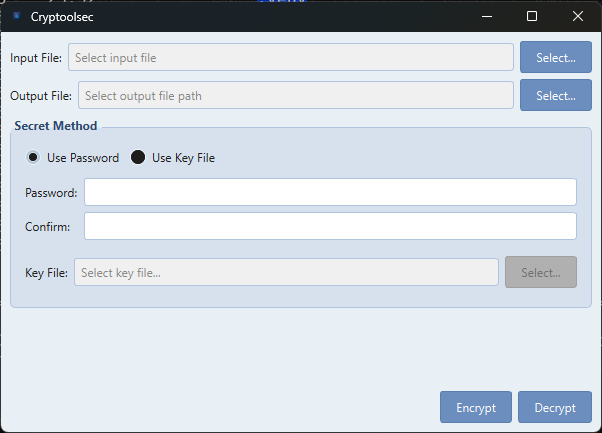 Cryptoolsec
Input File: Select input file Select...
Output File: Select output file path Select...
Secret Method
Use Password Use Key File
Password:
Confirm:
Key File: Select key file... Select...
Encrypt Decrypt